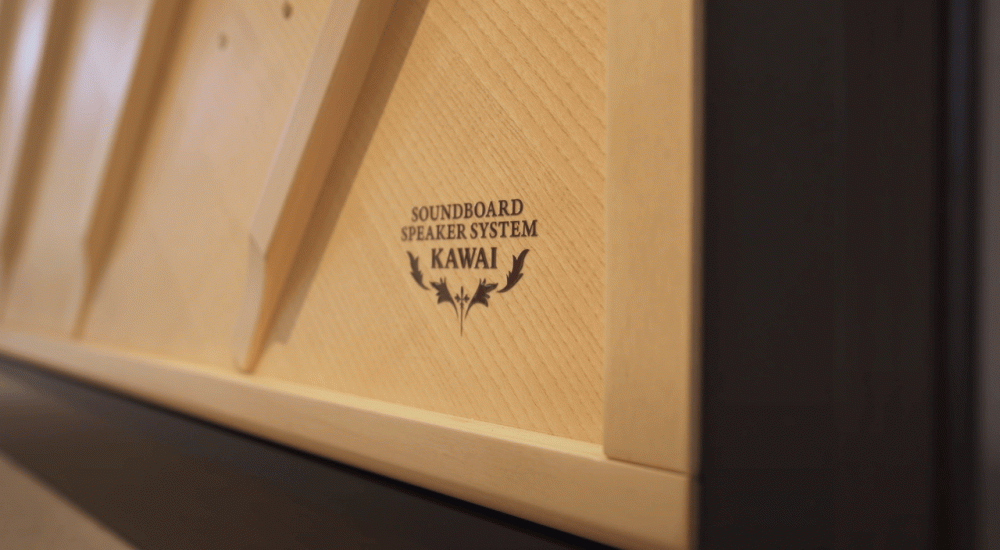 SOUNDBOARD
SPEAKER SYSTEM
KAWAI